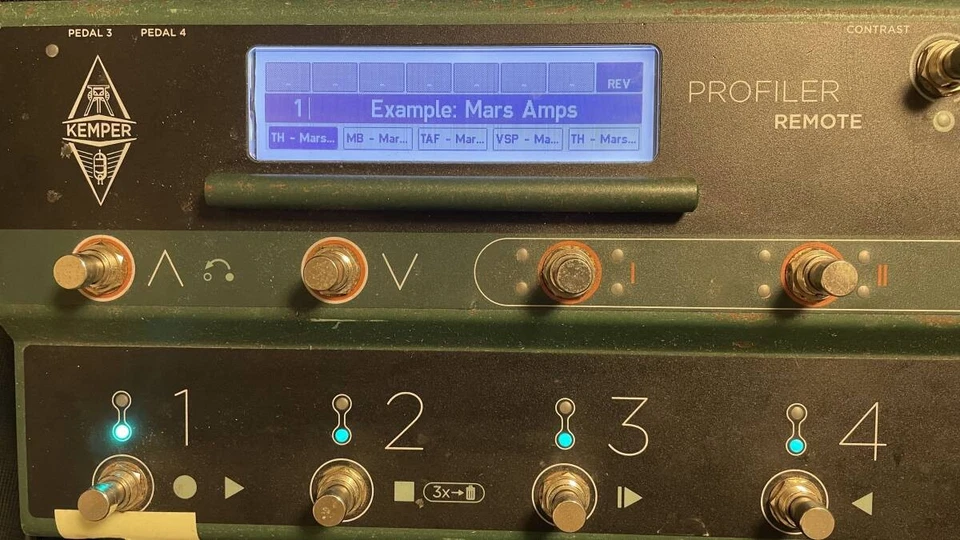 PEDAL 3 PEDAL 4 CONTRAST
REV
KEMPER
1 Example: Mars Amps
TH - Mars... MB - Mar... TAF - Mar... VSP - Ma... TH - Mars...
PROFILER
REMOTE
I II
1 2 3 4
3x→